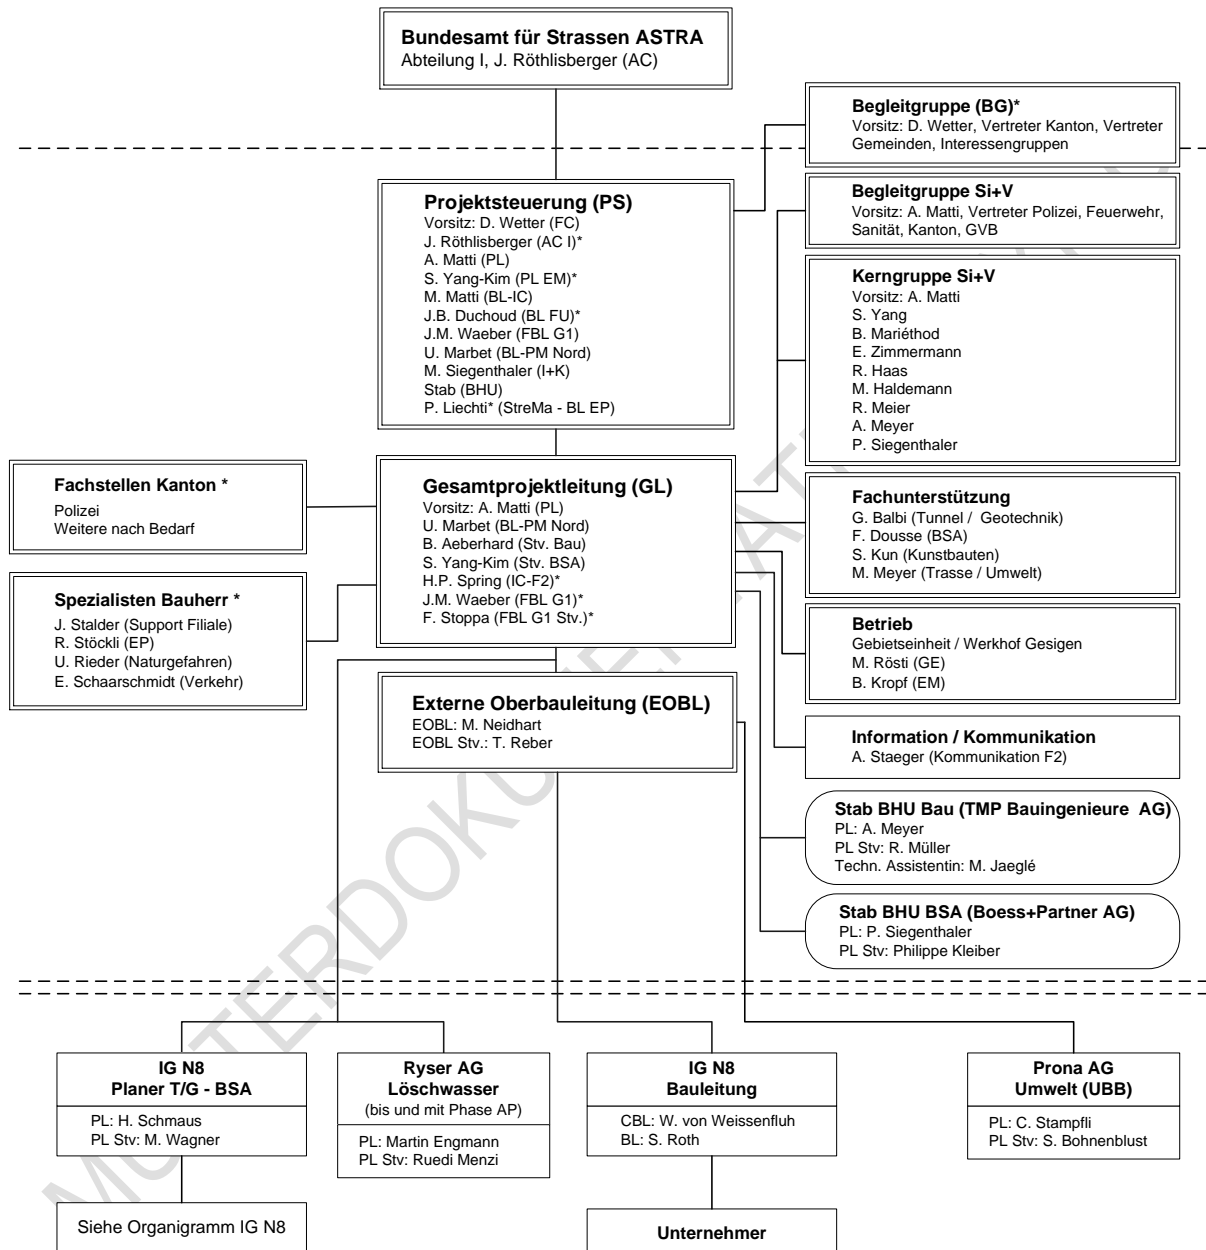 Bundesamt für Strassen ASTRA
Abteilung I, J. Röthlisberger (AC)
Begleitgruppe (BG)*
Vorsitz: D. Wetter, Vertreter Kanton, Vertreter
Gemeinden, Interessengruppen
Projektsteuerung (PS)
Vorsitz: D. Wetter (FC)
J. Röthlisberger (AC I)*
A. Matti (PL)
S. Yang-Kim (PL EM)*
M. Matti (BL-IC)
J.B. Duchoud (BL FU)*
J.M. Waeber (FBL G1)
U. Marbet (BL-PM Nord)
M. Siegenthaler (I+K)
Stab (BHU)
P. Liechti* (StreMa - BL EP)
Begleitgruppe Si+V
Vorsitz: A. Matti, Vertreter Polizei, Feuerwehr,
Sanität, Kanton, GVB
Kerngruppe Si+V
Vorsitz: A. Matti
S. Yang
B. Mariéthod
E. Zimmermann
R. Haas
M. Haldemann
R. Meier
A. Meyer
P. Siegenthaler
Fachstellen Kanton *
Polizei
Weitere nach Bedarf
Gesamtprojektleitung (GL)
Vorsitz: A. Matti (PL)
U. Marbet (BL-PM Nord)
B. Aeberhard (Stv. Bau)
S. Yang-Kim (Stv. BSA)
H.P. Spring (IC-F2)*
J.M. Waeber (FBL G1)*
F. Stoppa (FBL G1 Stv.)*
Fachunterstützung
G. Balbi (Tunnel / Geotechnik)
F. Dousse (BSA)
S. Kun (Kunstbauten)
M. Meyer (Trasse / Umwelt)
Spezialisten Bauherr *
J. Stalder (Support Filiale)
R. Stöckli (EP)
U. Rieder (Naturgefahren)
E. Schaarschmidt (Verkehr)
Betrieb
Gebietseinheit / Werkhof Gesigen
M. Rösti (GE)
B. Kropf (EM)
Externe Oberbauleitung (EOBL)
EOBL: M. Neidhart
EOBL Stv.: T. Reber
Information / Kommunikation
A. Staeger (Kommunikation F2)
Stab BHU Bau (TMP Bauingenieure AG)
PL: A. Meyer
PL Stv: R. Müller
Techn. Assistentin: M. Jaeglé
Stab BHU BSA (Boess+Partner AG)
PL: P. Siegenthaler
PL Stv: Philippe Kleiber
IG N8
Planer T/G - BSA
PL: H. Schmaus
PL Stv: M. Wagner
Siehe Organigramm IG N8
Ryser AG
Löschwasser
(bis und mit Phase AP)
PL: Martin Engmann
PL Stv: Ruedi Menzi
IG N8
Bauleitung
CBL: W. von Weissenfluh
BL: S. Roth
Unternehmer
Prona AG
Umwelt (UBB)
PL: C. Stampfli
PL Stv: S. Bohnenblust